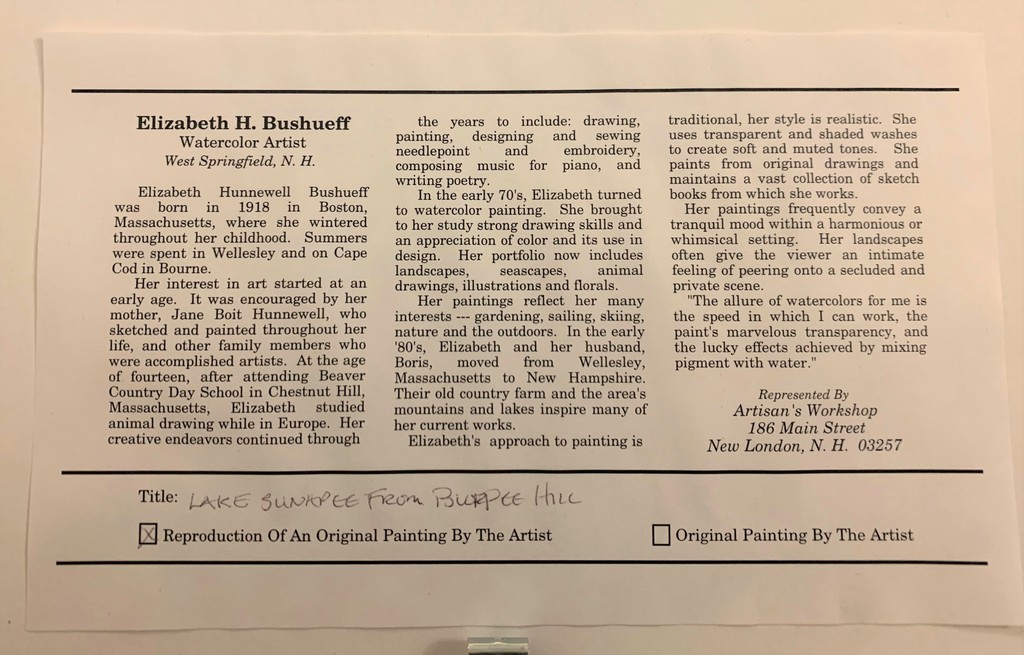 Elizabeth H. Bushueff
Watercolor Artist
West Springfield, N. H.
Elizabeth Hunnewell Bushueff
was born in 1918 in Boston,
Massachusetts, where she wintered
throughout her childhood. Summers
were spent in Wellesley and on Cape
Cod in Bourne.
Her interest in art started at an
early age. It was encouraged by her
mother, Jane Boit Hunnewell, who
sketched and painted throughout her
life, and other family members who
were accomplished artists. At the age
of fourteen, after attending Beaver
Country Day School in Chestnut Hill,
Massachusetts, Elizabeth studied
animal drawing while in Europe. Her
creative endeavors continued through
the years to include: drawing,
painting, designing and sewing
needlepoint and embroidery,
composing music for piano, and
writing poetry.
In the early 70's, Elizabeth turned
to watercolor painting. She brought
to her study strong drawing skills and
an appreciation of color and its use in
design. Her portfolio now includes
landscapes, seascapes, animal
drawings, illustrations and florals.
Her paintings reflect her many
interests --- gardening, sailing, skiing,
nature and the outdoors. In the early
'80's, Elizabeth and her husband,
Boris, moved from Wellesley,
Massachusetts to New Hampshire.
Their old country farm and the area's
mountains and lakes inspire many of
her current works.
Elizabeth's approach to painting is
traditional, her style is realistic. She
uses transparent and shaded washes
to create soft and muted tones. She
paints from original drawings and
maintains a vast collection of sketch
books from which she works.
Her paintings frequently convey a
tranquil mood within a harmonious or
whimsical setting. Her landscapes
often give the viewer an intimate
feeling of peering onto a secluded and
private scene.
"The allure of watercolors for me is
the speed in which I can work, the
paint's marvelous transparency, and
the lucky effects achieved by mixing
pigment with water."
Represented By
Artisan's Workshop
186 Main Street
New London, N. H. 03257
Title: LAKE SUNAPEE FROM BURPEE HILL
Reproduction Of An Original Painting By The Artist
Original Painting By The Artist